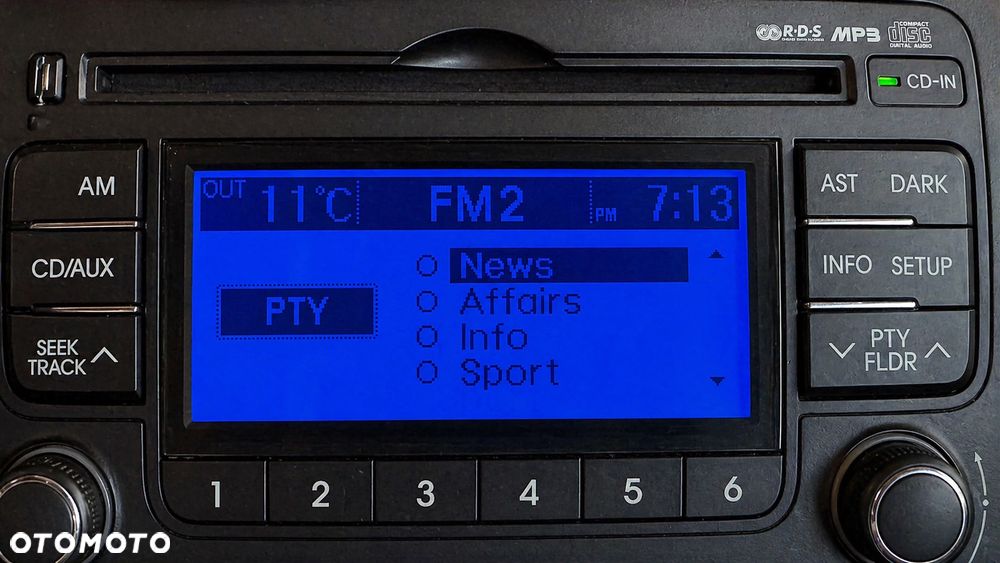 R·D·S MP3 COMPACT disc DIGITAL AUDIO
CD-IN
AM
CD/AUX
SEEK
TRACK
OUT 11°C FM2 PM 7:13
PTY
News
Affairs
Info
Sport
AST DARK
INFO SETUP
PTY
FLDR
1 2 3 4 5 6
OTOMOTO